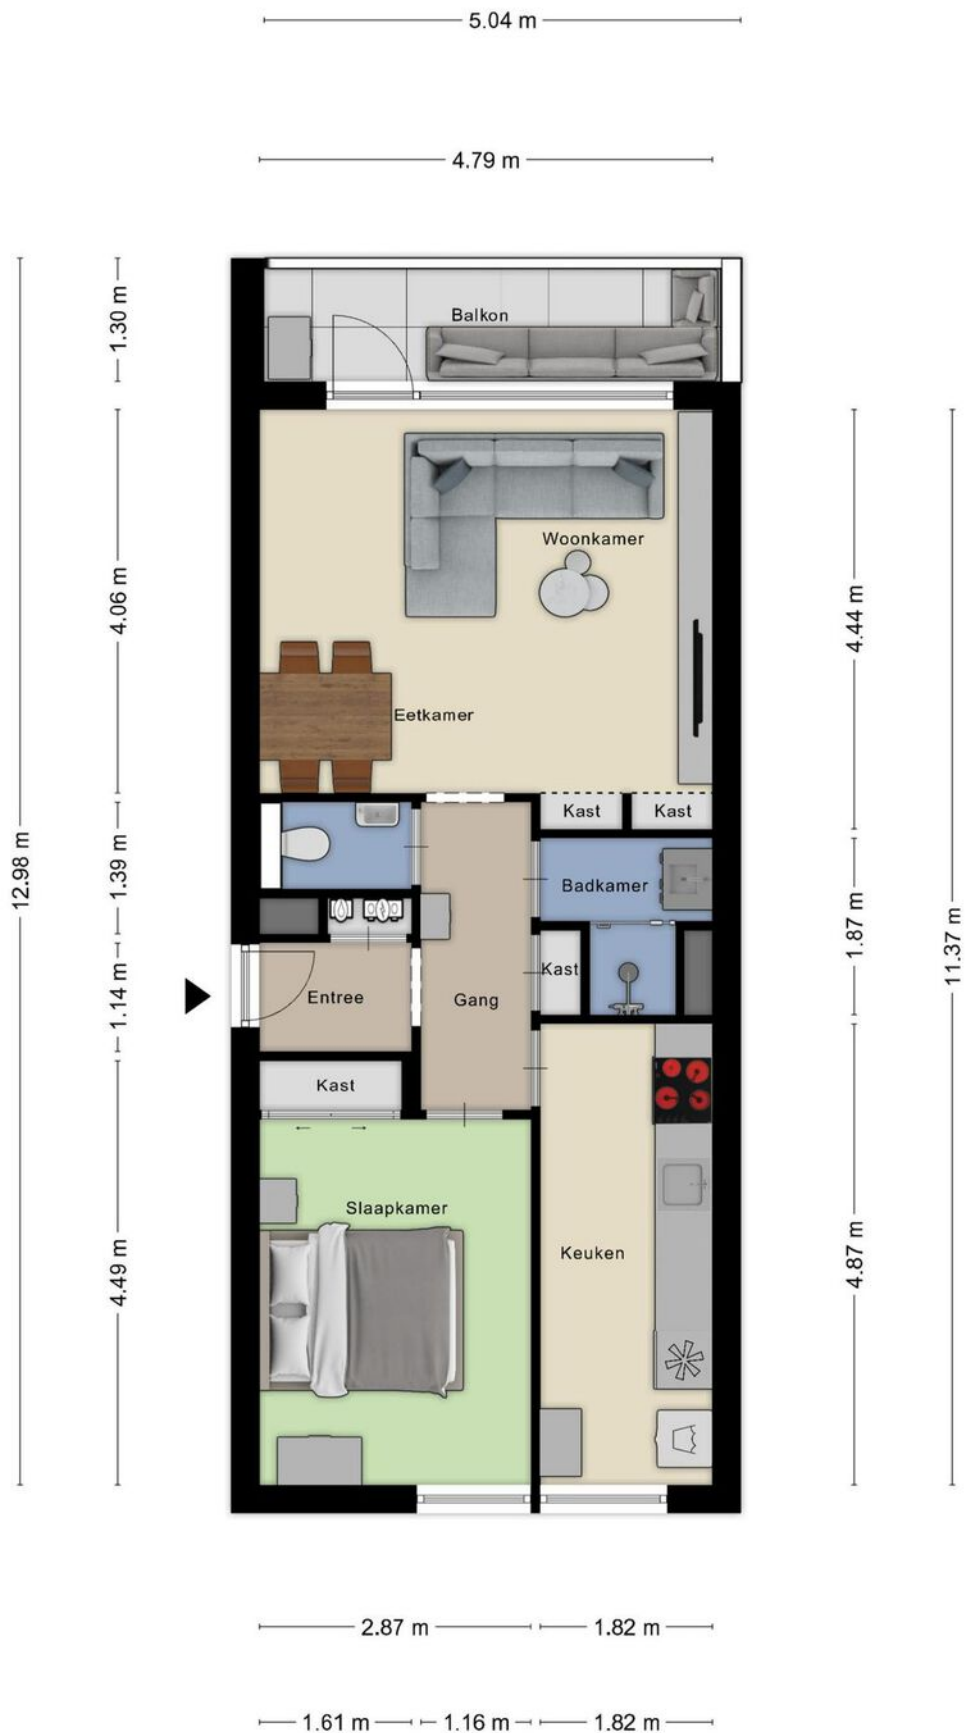 5.04 m
4.79 m
1.30 m
Balkon
Woonkamer
4.06 m
4.44 m
Eetkamer
Kast
Kast
12.98 m
1.39 m
Badkamer
1.87 m
11.37 m
Kast
1.14 m
Entree
Gang
Kast
Slaapkamer
4.49 m
Keuken
4.87 m
2.87 m
1.82 m
1.61 m
1.16 m
1.82 m